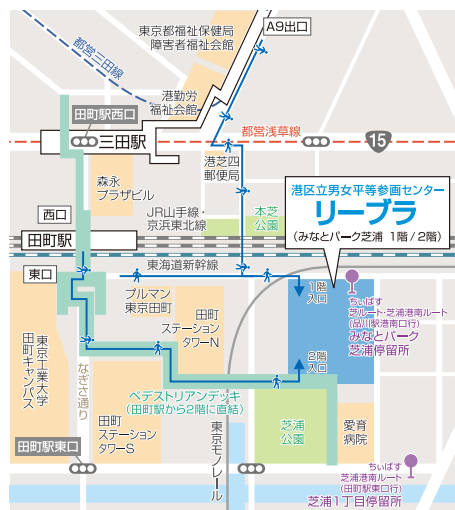 東京都福祉保健局
障害者福祉会館
A9出口
都営三田線
港勤労
福祉会館
田町駅西口
三田駅
都営浅草線
15
港芝四
郵便局
森永
プラザビル
港区立男女平等参画センター
リーブラ
(みなとパーク芝浦 1階/2階)
西口
JR山手線・
京浜東北線
本芝
公園
田町駅
東口
東海道新幹線
プルマン
東京田町
1階
入口
ちぃばす
芝ルート・芝浦港南ルート
(品川駅港南口行)
みなとパーク
芝浦停留所
田町
ステーション
タワーN
東京工業大学
田町キャンパス
なぎさ通り
2階
入口
ペデストリアンデッキ
(田町駅から2階に直結)
田町
ステーション
タワーS
東京モノレール
芝浦
公園
愛育
病院
田町駅東口
ちぃばす
芝浦港南ルート
(田町駅東口行)
芝浦1丁目停留所